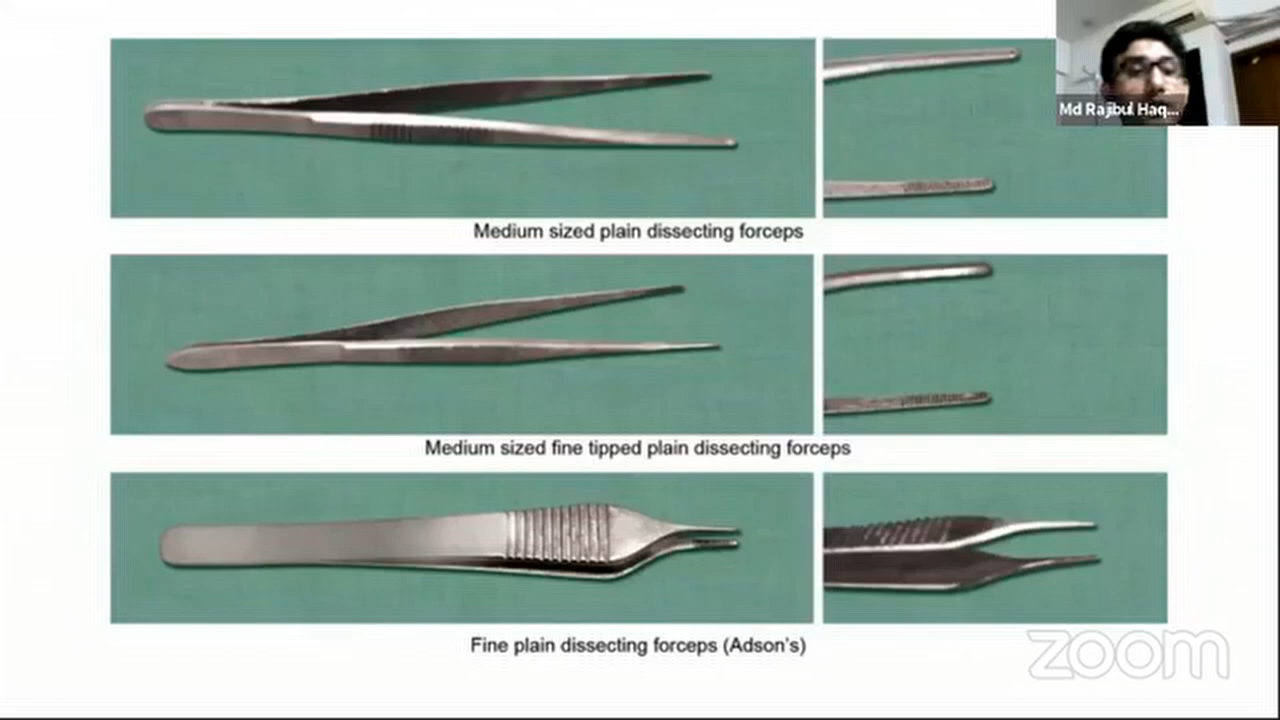 Md Rajibul Haq...
Medium sized plain dissecting forceps
Medium sized fine tipped plain dissecting forceps
Fine plain dissecting forceps (Adson's)
zoom